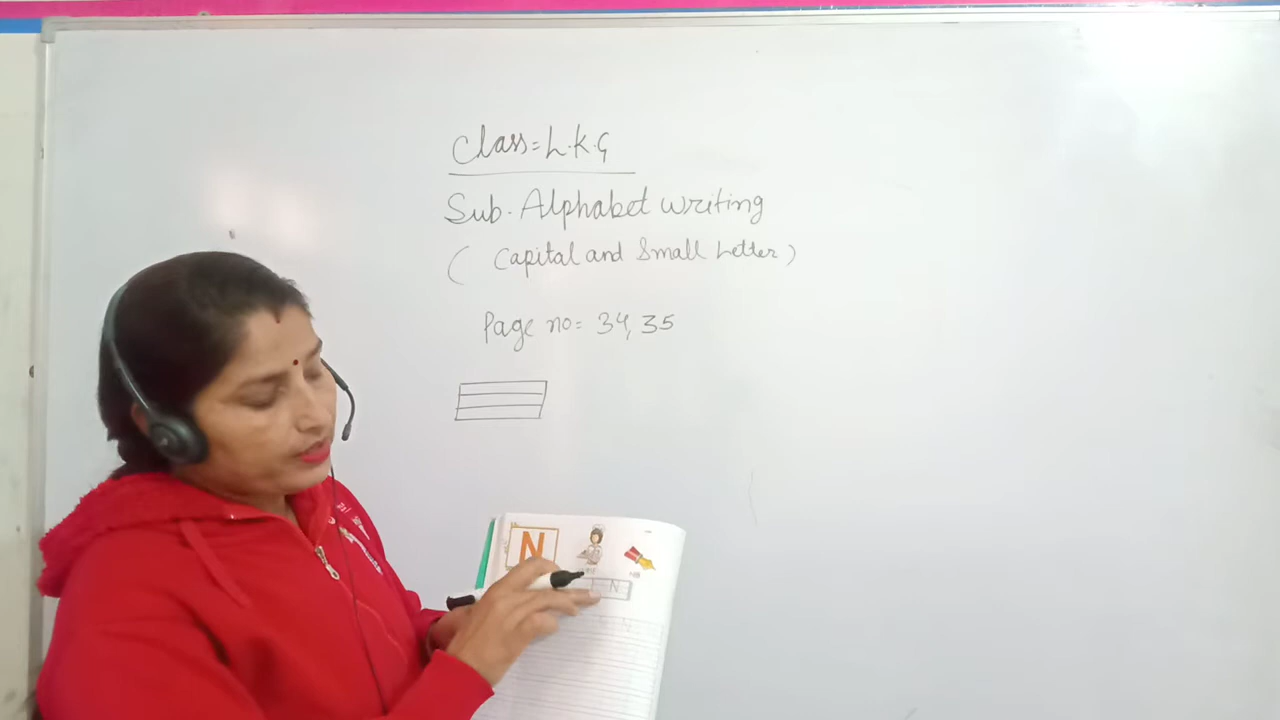 Class = L.K.G
Sub. Alphabet writing
( Capital and Small Letter )
Page no = 34, 35
N
N